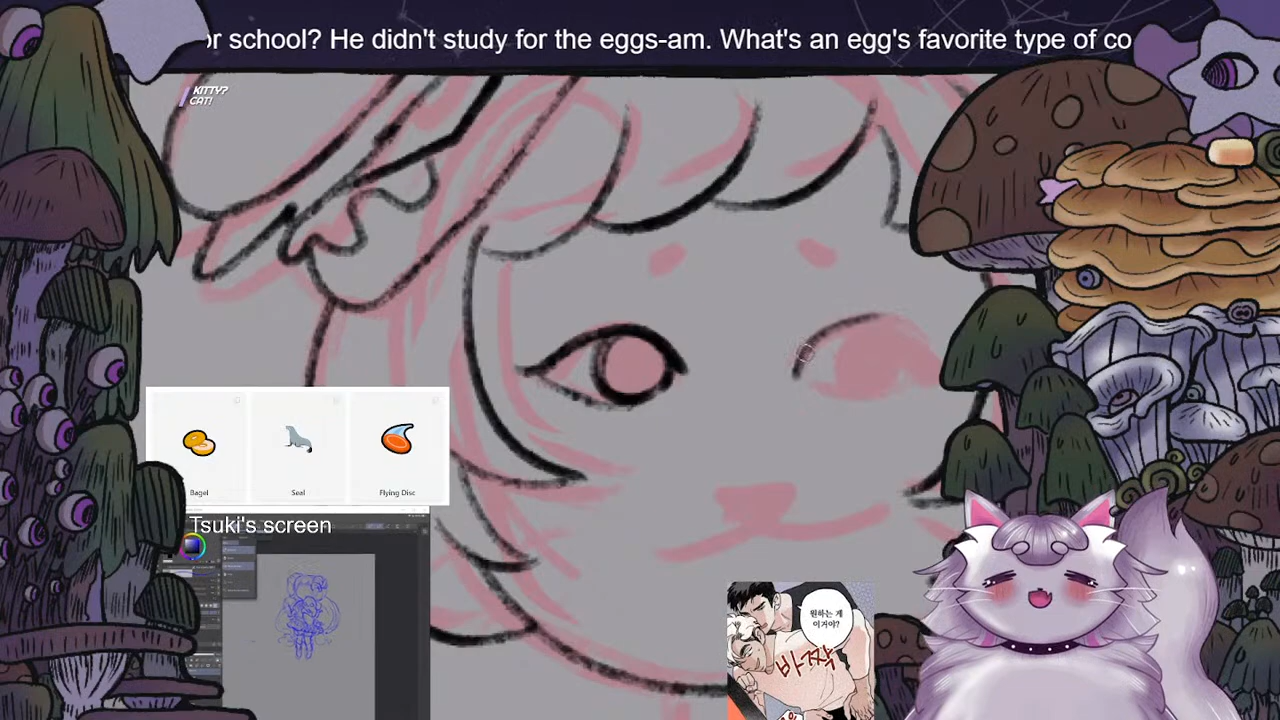 or school? He didn't study for the eggs-am. What's an egg's favorite type of co
KITTY?
CAT!
Bagel
Seal
Flying Disc
Tsuki's screen
원하는 게
이거야?
바짝